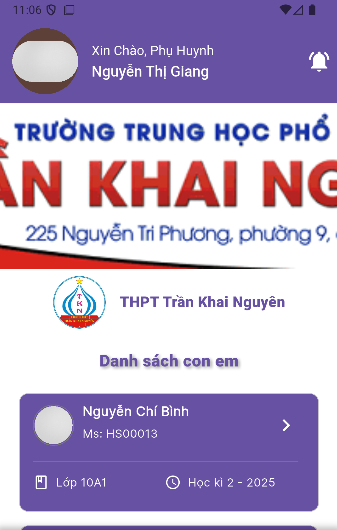 11:06
Xin Chào, Phụ Huynh
Nguyễn Thị Giang
TRƯỜNG TRUNG HỌC PHỔ
ẦN KHAI NG
225 Nguyễn Tri Phương, phường 9,
TKN
THPT Trần Khai Nguyên
Danh sách con em
Nguyễn Chí Bình
Ms: HS00013
Lớp 10A1
Học kì 2 - 2025